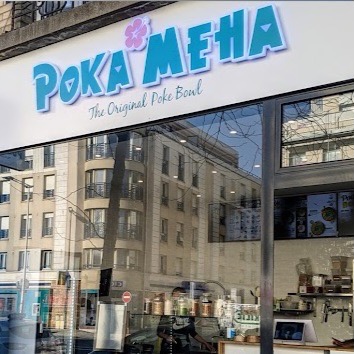 POKA MEHA
The Original Poke Bowl